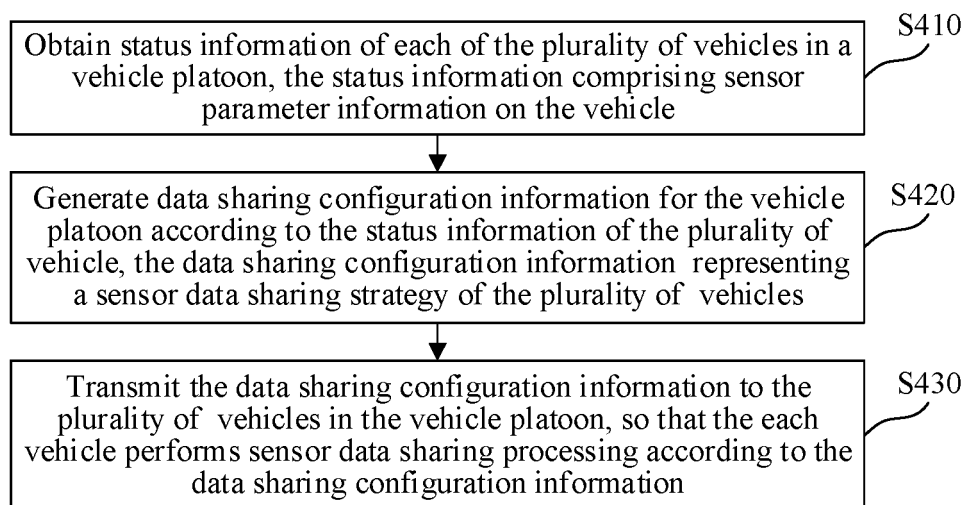 S410
Obtain status information of each of the plurality of vehicles in a
vehicle platoon, the status information comprising sensor
parameter information on the vehicle
S420
Generate data sharing configuration information for the vehicle
platoon according to the status information of the plurality of
vehicle, the data sharing configuration information representing
a sensor data sharing strategy of the plurality of vehicles
S430
Transmit the data sharing configuration information to the
plurality of vehicles in the vehicle platoon, so that the each
vehicle performs sensor data sharing processing according to the
data sharing configuration information